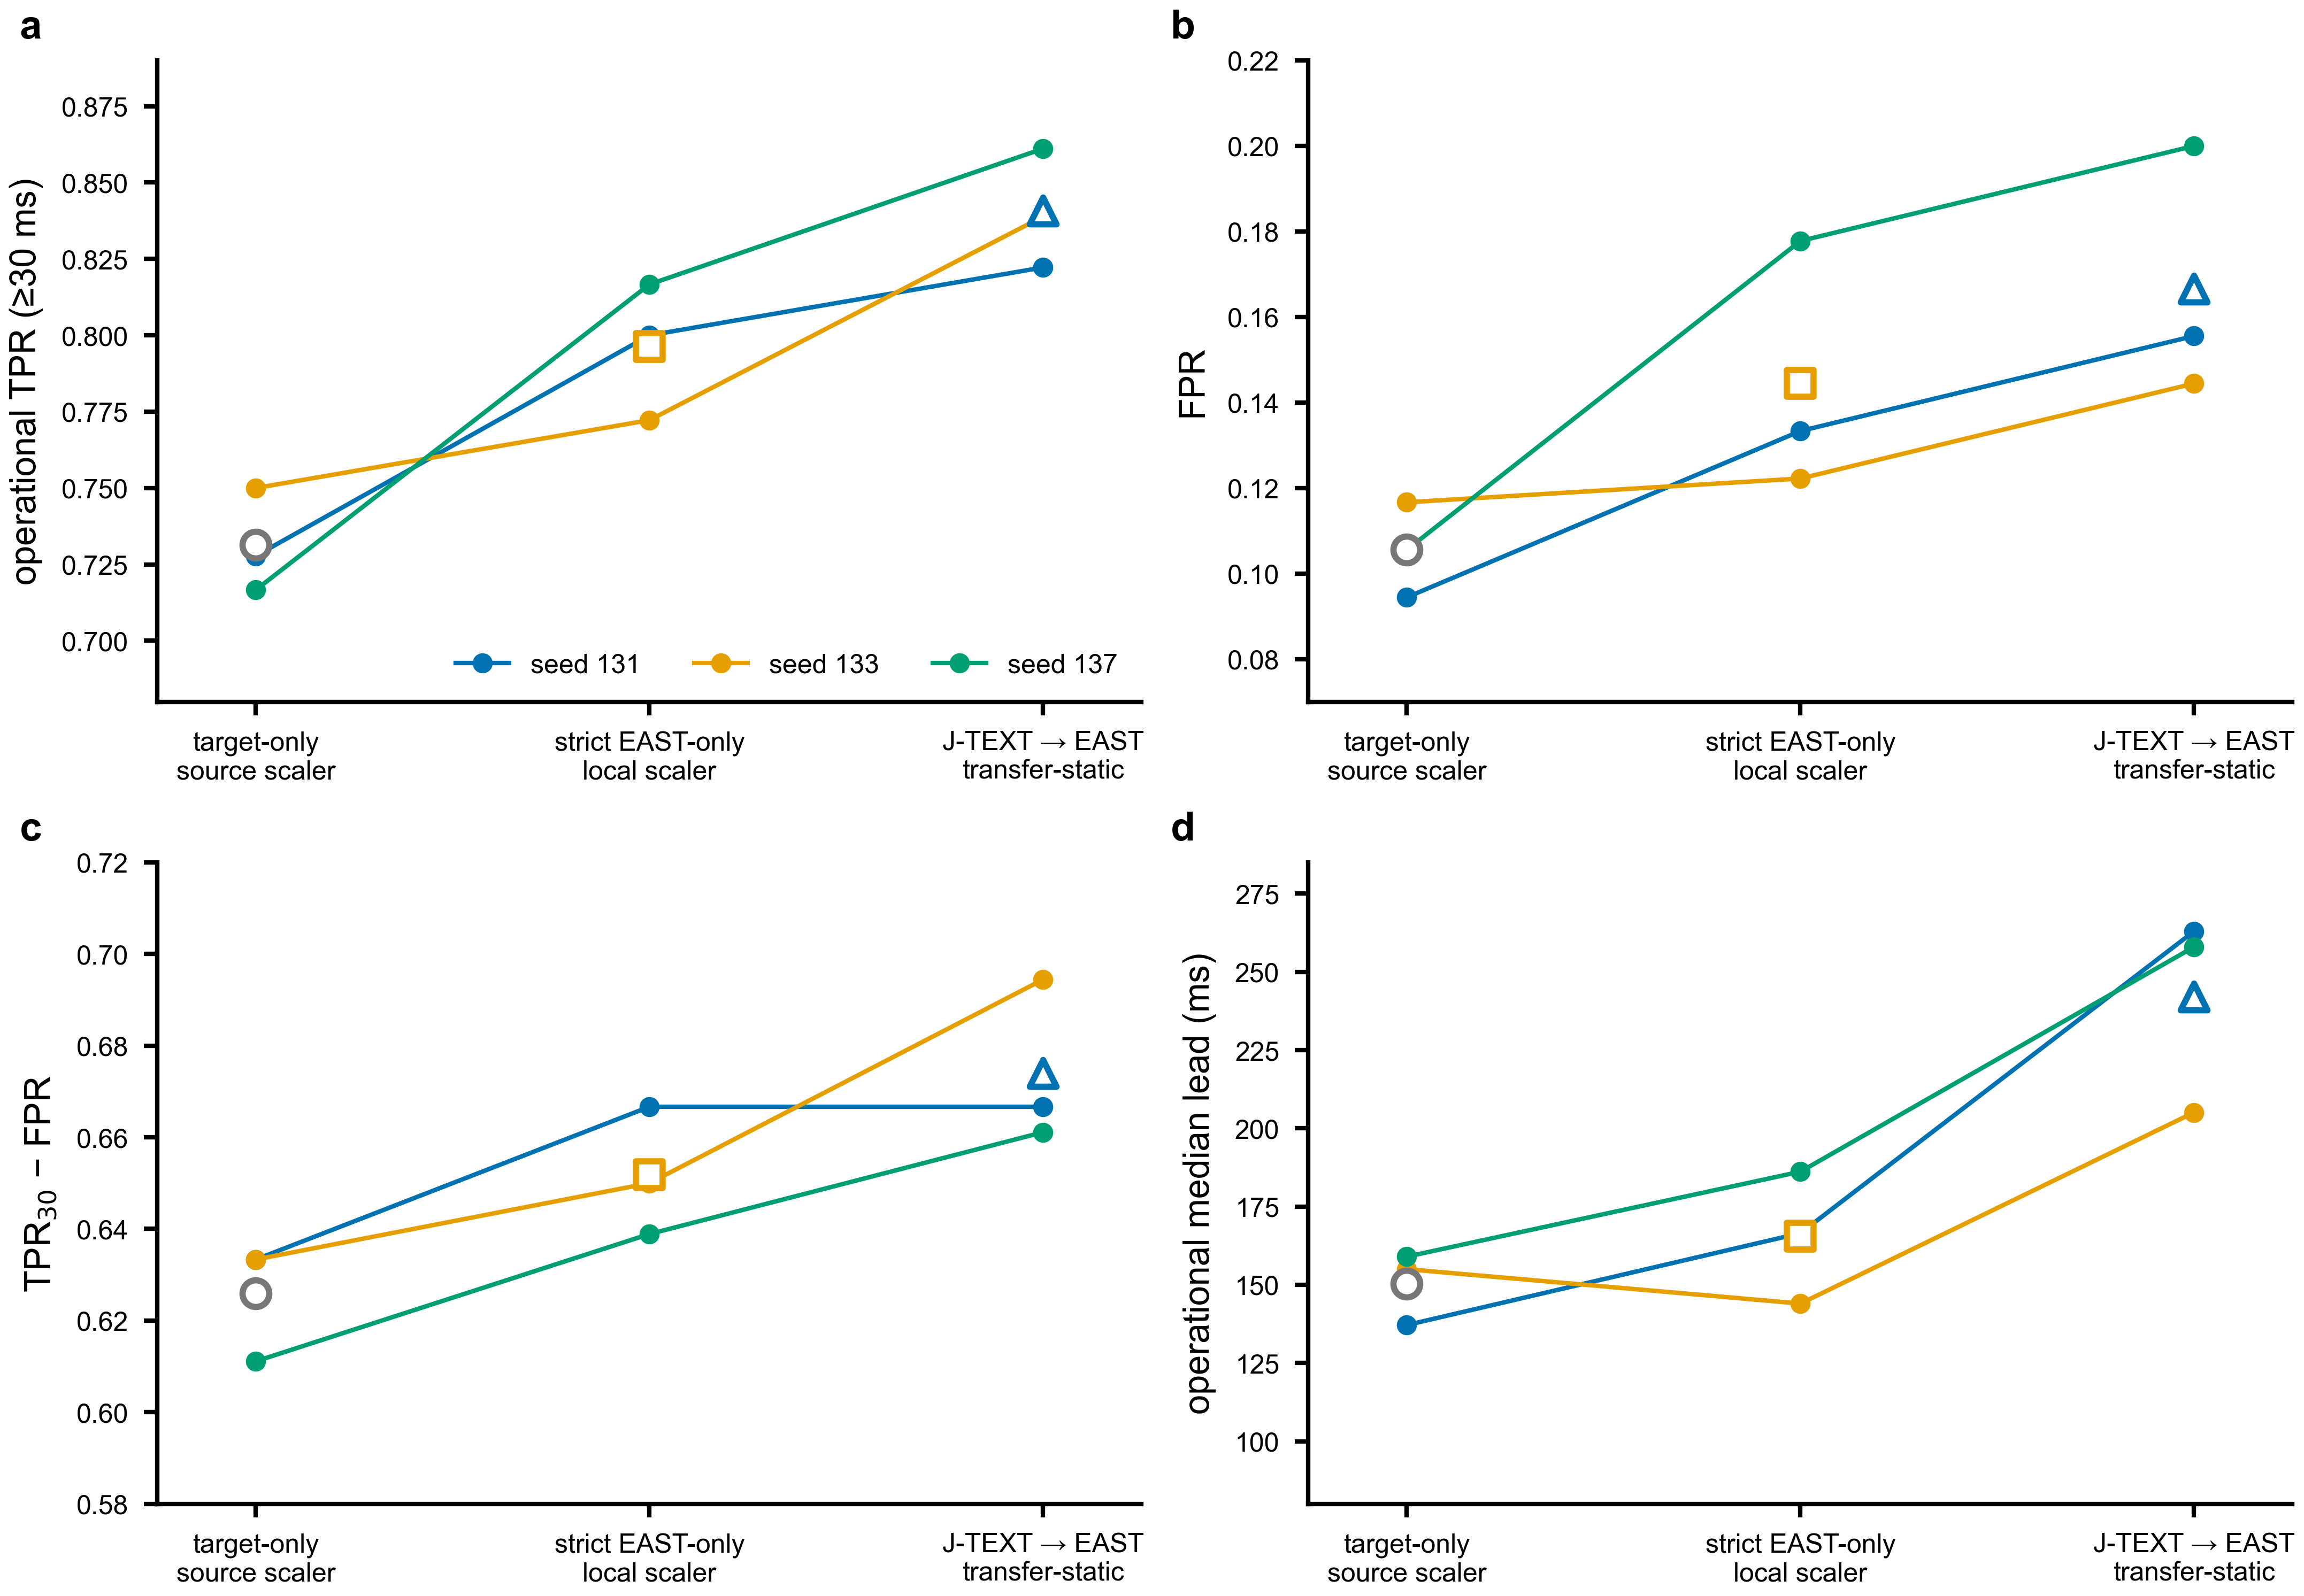 a
operational TPR (≥30 ms)
0.875
0.850
0.825
0.800
0.775
0.750
0.725
0.700
seed 131
seed 133
seed 137
target-only
source scaler
strict EAST-only
local scaler
J-TEXT → EAST
transfer-static
b
FPR
0.22
0.20
0.18
0.16
0.14
0.12
0.10
0.08
target-only
source scaler
strict EAST-only
local scaler
J-TEXT → EAST
transfer-static
c
TPR₃₀ − FPR
0.72
0.70
0.68
0.66
0.64
0.62
0.60
0.58
target-only
source scaler
strict EAST-only
local scaler
J-TEXT → EAST
transfer-static
d
operational median lead (ms)
275
250
225
200
175
150
125
100
target-only
source scaler
strict EAST-only
local scaler
J-TEXT → EAST
transfer-static